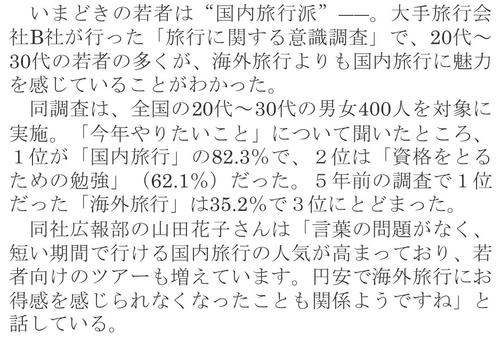 いまどきの若者は“国内旅行派”──。大手旅行会
社B社が行った「旅行に関する意識調査」で、20代～
30代の若者の多くが、海外旅行よりも国内旅行に魅力
を感じていることがわかった。
同調査は、全国の20代～30代の男女400人を対象に
実施。「今年やりたいこと」について聞いたところ、
１位が「国内旅行」の82.3％で、２位は「資格をとる
ための勉強」（62.1％）だった。５年前の調査で１位
だった「海外旅行」は35.2％で３位にとどまった。
同社広報部の山田花子さんは「言葉の問題がなく、
短い期間で行ける国内旅行の人気が高まっており、若
者向けのツアーも増えています。円安で海外旅行にお
得感を感じられなくなったことも関係ようですね」と
話している。